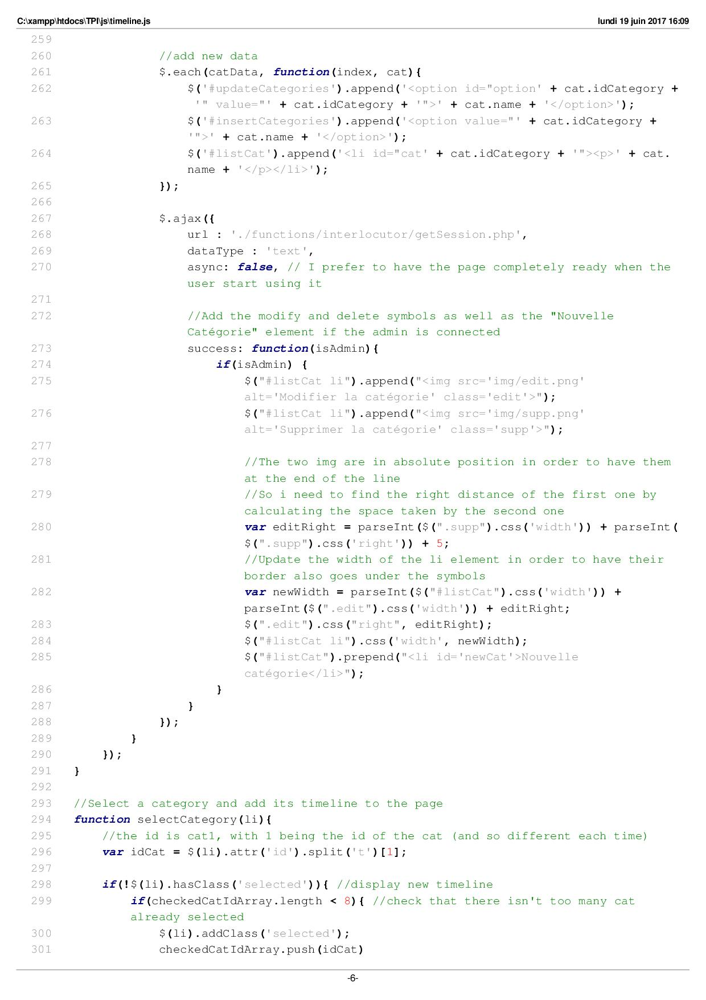 C:\xampp\htdocs\TPI\js\timeline.js lundi 19 juin 2017 16:09
259
260 //add new data
261 $.each(catData, function(index, cat){
262 $('#updateCategories').append('<option id="option' + cat.idCategory +
'" value="' + cat.idCategory + '">' + cat.name + '</option>');
263 $('#insertCategories').append('<option value="' + cat.idCategory +
'">' + cat.name + '</option>');
264 $('#listCat').append('<li id="cat' + cat.idCategory + '"><p>' + cat.
name + '</p></li>');
265 });
266
267 $.ajax({
268 url : './functions/interlocutor/getSession.php',
269 dataType : 'text',
270 async: false, // I prefer to have the page completely ready when the
user start using it
271
272 //Add the modify and delete symbols as well as the "Nouvelle
Catégorie" element if the admin is connected
273 success: function(isAdmin){
274 if(isAdmin) {
275 $("#listCat li").append("<img src='img/edit.png'
alt='Modifier la catégorie' class='edit'>");
276 $("#listCat li").append("<img src='img/supp.png'
alt='Supprimer la catégorie' class='supp'>");
277
278 //The two img are in absolute position in order to have them
at the end of the line
279 //So i need to find the right distance of the first one by
calculating the space taken by the second one
280 var editRight = parseInt($(".supp").css('width')) + parseInt(
$(".supp").css('right')) + 5;
281 //Update the width of the li element in order to have their
border also goes under the symbols
282 var newWidth = parseInt($("#listCat").css('width')) +
parseInt($(".edit").css('width')) + editRight;
283 $(".edit").css("right", editRight);
284 $("#listCat li").css('width', newWidth);
285 $("#listCat").prepend("<li id='newCat'>Nouvelle
catégorie</li>");
286 }
287 }
288 });
289 }
290 });
291 }
292
293 //Select a category and add its timeline to the page
294 function selectCategory(li){
295 //the id is cat1, with 1 being the id of the cat (and so different each time)
296 var idCat = $(li).attr('id').split('t')[1];
297
298 if(!$(li).hasClass('selected')){ //display new timeline
299 if(checkedCatIdArray.length < 8){ //check that there isn't too many cat
already selected
300 $(li).addClass('selected');
301 checkedCatIdArray.push(idCat)
-6-